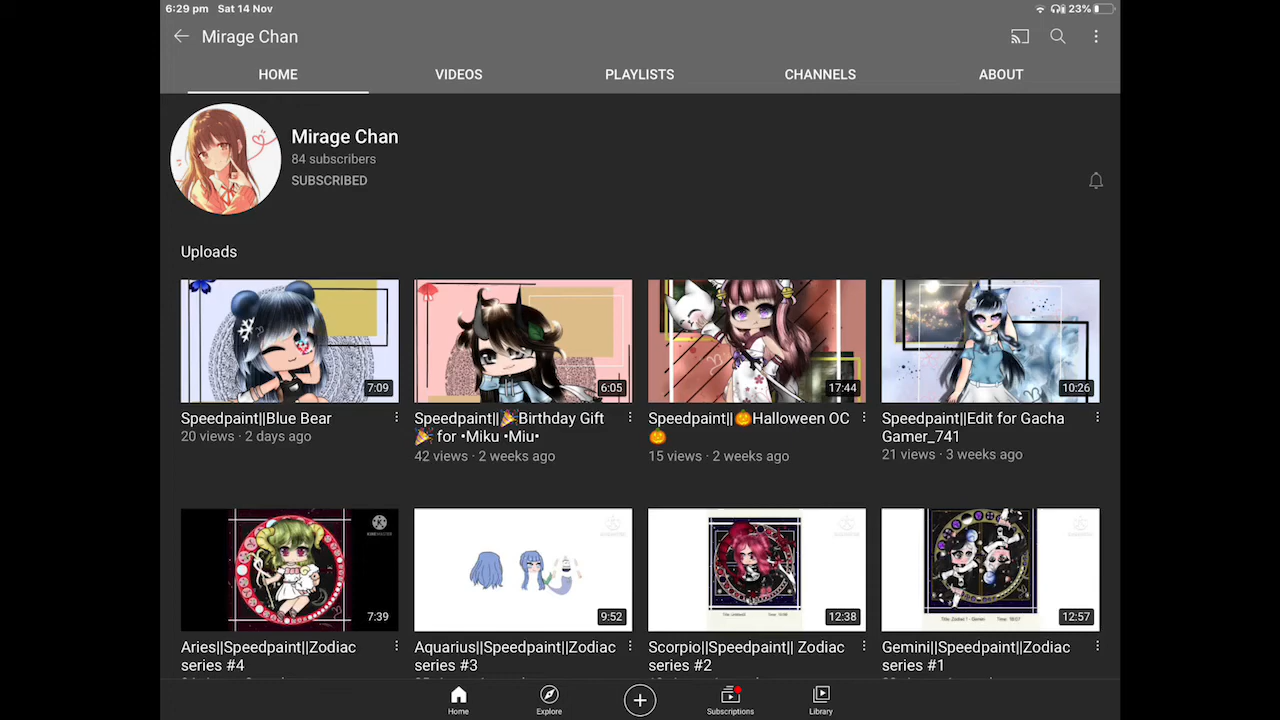 6:29 pm Sat 14 Nov
23%
Mirage Chan
HOME VIDEOS PLAYLISTS CHANNELS ABOUT
Mirage Chan
84 subscribers
SUBSCRIBED
Uploads
7:09
6:05
17:44
10:26
Speedpaint||Blue Bear
20 views · 2 days ago
Speedpaint||🎉Birthday Gift
🎉 for •Miku •Miu•
42 views · 2 weeks ago
Speedpaint||🎃Halloween OC
🎃
15 views · 2 weeks ago
Speedpaint||Edit for Gacha
Gamer_741
21 views · 3 weeks ago
KINEMASTER
7:39
9:52
12:38
Title: Zodiac 1 - Gemeni
12:57
Aries||Speedpaint||Zodiac
series #4
Aquarius||Speedpaint||Zodiac
series #3
Scorpio||Speedpaint|| Zodiac
series #2
Gemini||Speedpaint||Zodiac
series #1
Home Explore Subscriptions Library